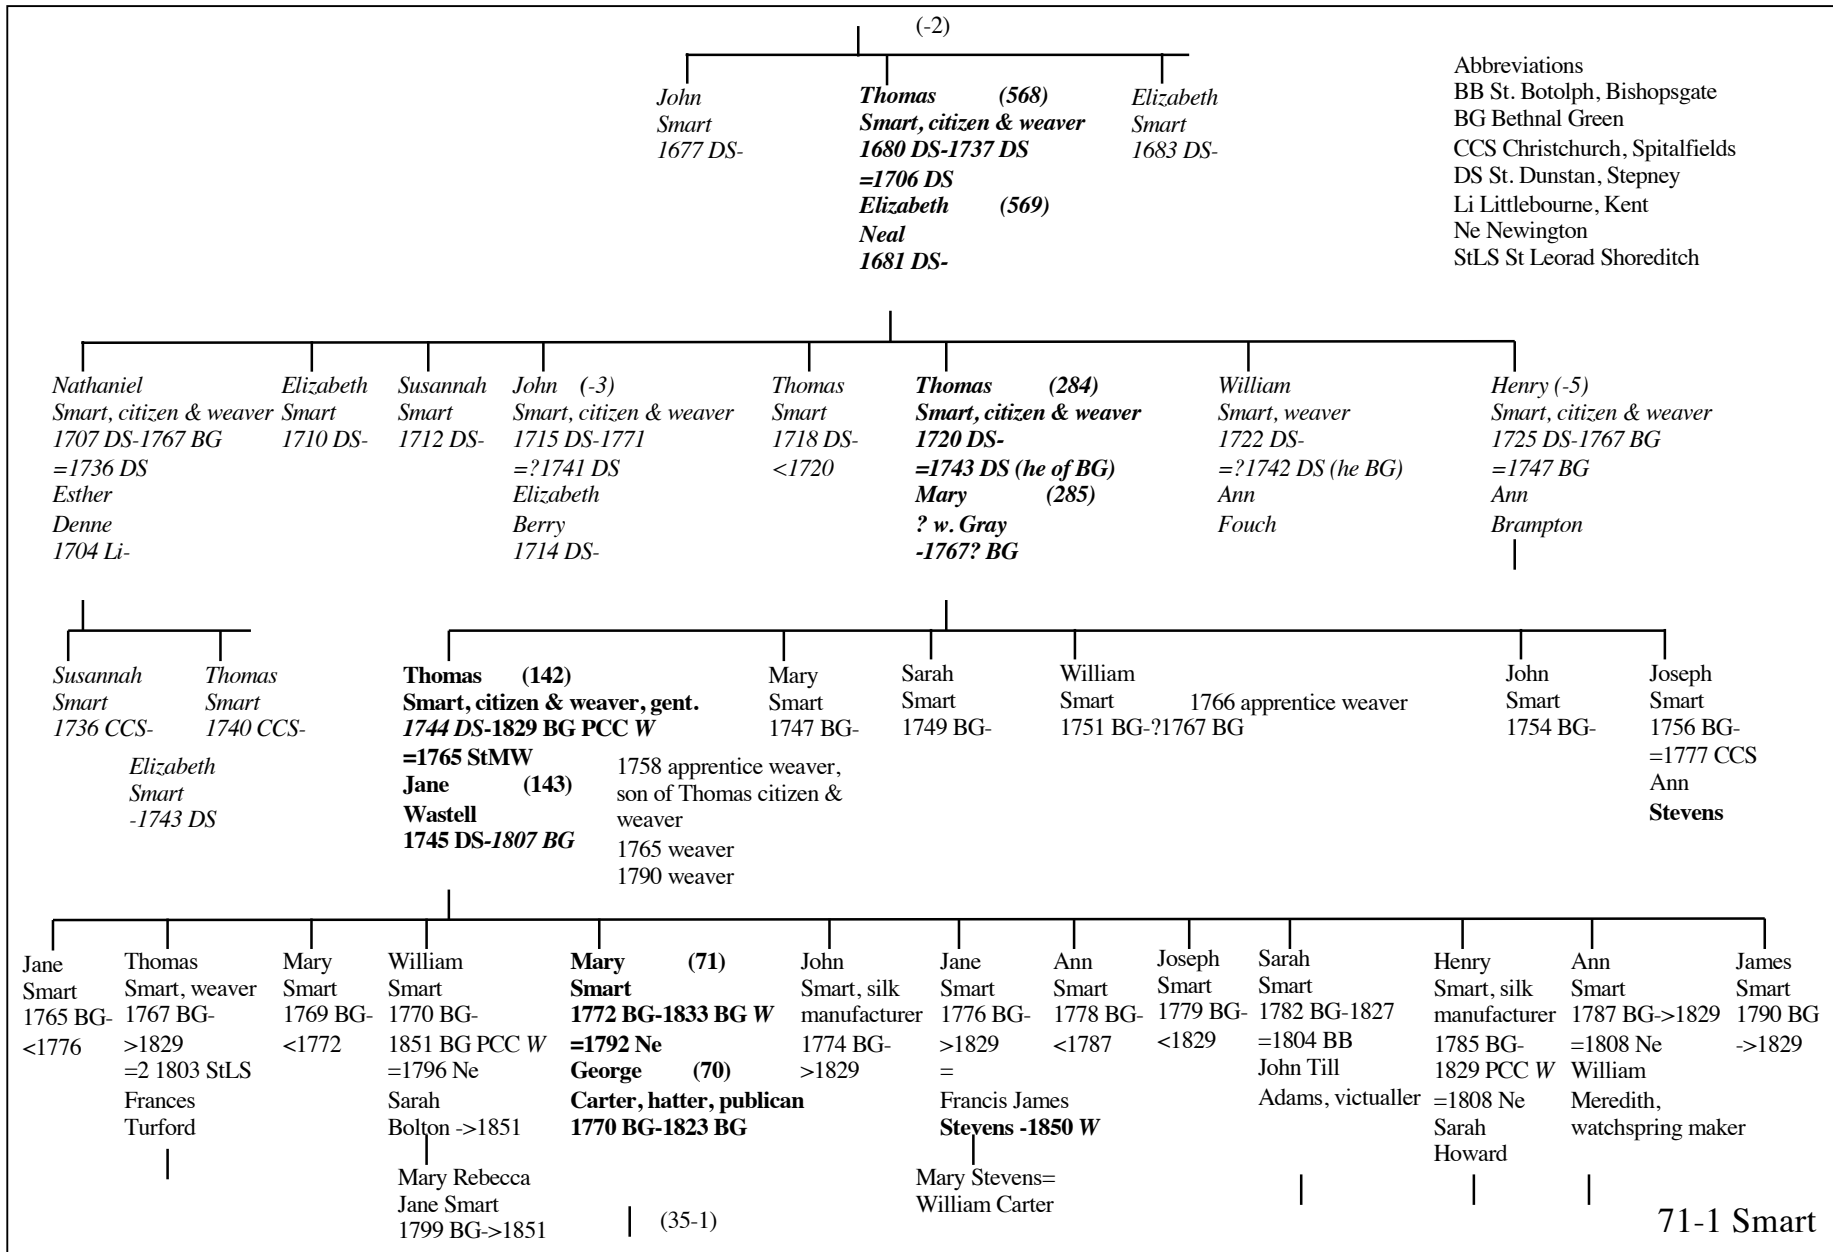 (-2)
John
Smart
1677 DS-
Thomas (568)
Smart, citizen & weaver
1680 DS-1737 DS
=1706 DS
Elizabeth (569)
Neal
1681 DS-
Elizabeth
Smart
1683 DS-
Abbreviations
BB St. Botolph, Bishopsgate
BG Bethnal Green
CCS Christchurch, Spitalfields
DS St. Dunstan, Stepney
Li Littlebourne, Kent
Ne Newington
StLS St Leorad Shoreditch
Nathaniel
Smart, citizen & weaver
1707 DS-1767 BG
=1736 DS
Esther
Denne
1704 Li-
Elizabeth
Smart
1710 DS-
Susannah
Smart
1712 DS-
John (-3)
Smart, citizen & weaver
1715 DS-1771
=?1741 DS
Elizabeth
Berry
1714 DS-
Thomas
Smart
1718 DS-
<1720
Thomas (284)
Smart, citizen & weaver
1720 DS-
=1743 DS (he of BG)
Mary (285)
? w. Gray
-1767? BG
William
Smart, weaver
1722 DS-
=?1742 DS (he BG)
Ann
Fouch
Henry (-5)
Smart, citizen & weaver
1725 DS-1767 BG
=1747 BG
Ann
Brampton
Susannah
Smart
1736 CCS-
Thomas
Smart
1740 CCS-
Elizabeth
Smart
-1743 DS
Thomas (142)
Smart, citizen & weaver, gent.
1744 DS-1829 BG PCC W
=1765 StMW
Jane (143)
Wastell
1745 DS-1807 BG
1758 apprentice weaver,
son of Thomas citizen &
weaver
1765 weaver
1790 weaver
Mary
Smart
1747 BG-
Sarah
Smart
1749 BG-
William
Smart
1751 BG-?1767 BG
1766 apprentice weaver
John
Smart
1754 BG-
Joseph
Smart
1756 BG-
=1777 CCS
Ann
Stevens
Jane
Smart
1765 BG-
<1776
Thomas
Smart, weaver
1767 BG-
>1829
=2 1803 StLS
Frances
Turford
Mary
Smart
1769 BG-
<1772
William
Smart
1770 BG-
1851 BG PCC W
=1796 Ne
Sarah
Bolton ->1851
Mary Rebecca
Jane Smart
1799 BG->1851
Mary (71)
Smart
1772 BG-1833 BG W
=1792 Ne
George (70)
Carter, hatter, publican
1770 BG-1823 BG
(35-1)
John
Smart, silk
manufacturer
1774 BG-
>1829
Jane
Smart
1776 BG-
>1829
=
Francis James
Stevens -1850 W
Mary Stevens=
William Carter
Ann
Smart
1778 BG-
<1787
Joseph
Smart
1779 BG-
<1829
Sarah
Smart
1782 BG-1827
=1804 BB
John Till
Adams, victualler
Henry
Smart, silk
manufacturer
1785 BG-
1829 PCC W
=1808 Ne
Sarah
Howard
Ann
Smart
1787 BG->1829
=1808 Ne
William
Meredith,
watchspring maker
James
Smart
1790 BG
->1829
71-1 Smart